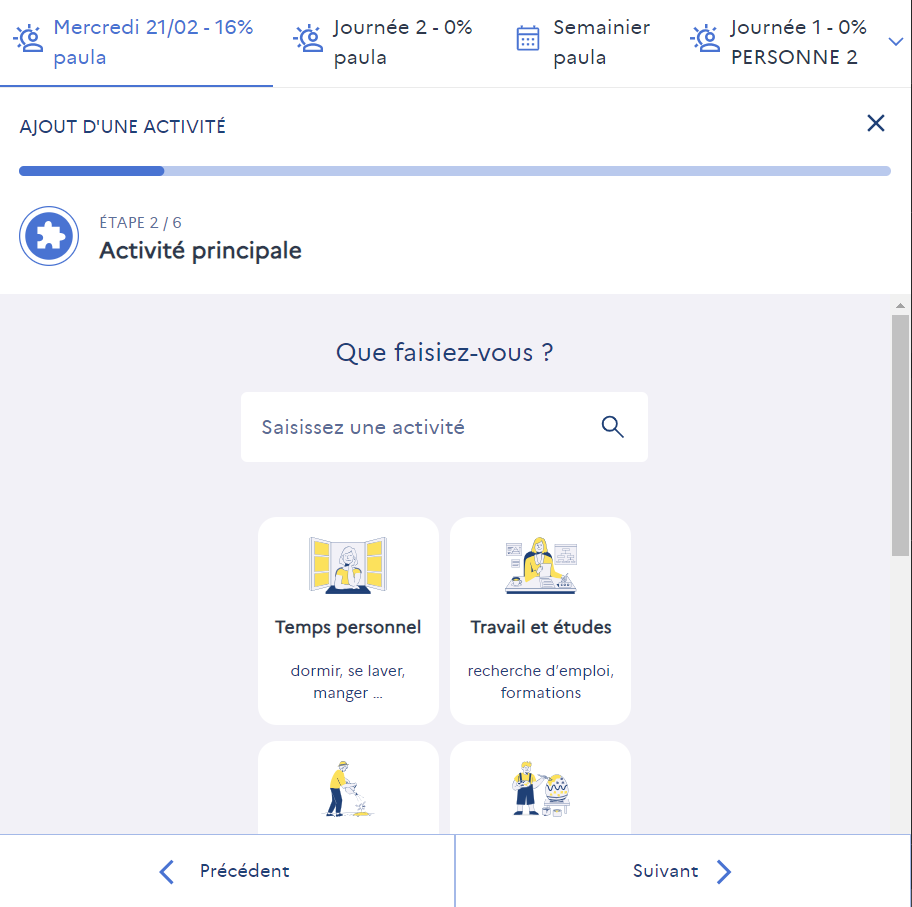 Mercredi 21/02 - 16%
paula
Journée 2 - 0%
paula
Semainier
paula
Journée 1 - 0%
PERSONNE 2
AJOUT D'UNE ACTIVITÉ
ÉTAPE 2 / 6
Activité principale
Que faisiez-vous ?
Saisissez une activité
Temps personnel
dormir, se laver,
manger ...
Travail et études
recherche d’emploi,
formations
Précédent
Suivant